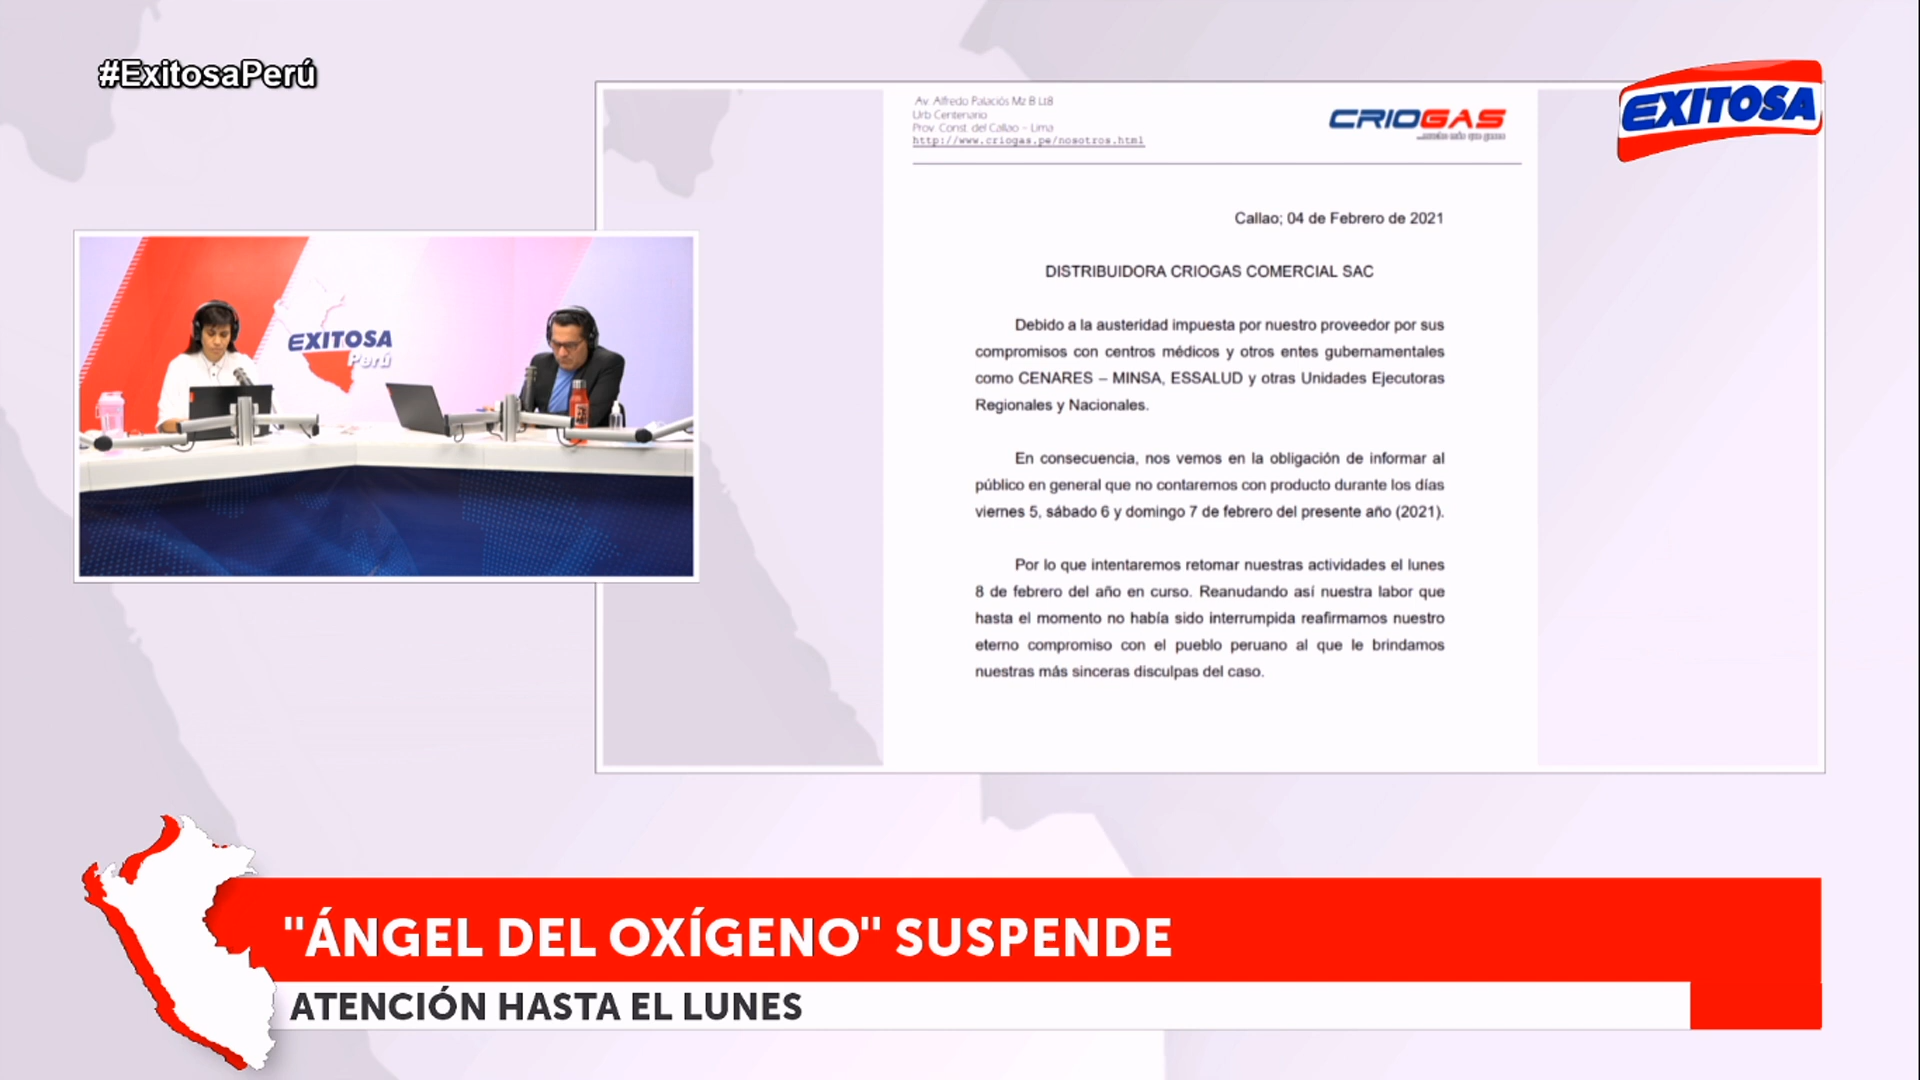 #ExitosaPerú
EXITOSA
Av. Alfredo Palacios Mz B Lt8
Urb Centenario
Prov. Const. del Callao - Lima
http://www.criogas.pe/nosotros.html
CRIOGAS
...mucho más que gases
Callao; 04 de Febrero de 2021
DISTRIBUIDORA CRIOGAS COMERCIAL SAC
Debido a la austeridad impuesta por nuestro proveedor por sus
compromisos con centros médicos y otros entes gubernamentales
como CENARES – MINSA, ESSALUD y otras Unidades Ejecutoras
Regionales y Nacionales.
En consecuencia, nos vemos en la obligación de informar al
público en general que no contaremos con producto durante los días
viernes 5, sábado 6 y domingo 7 de febrero del presente año (2021).
Por lo que intentaremos retomar nuestras actividades el lunes
8 de febrero del año en curso. Reanudando así nuestra labor que
hasta el momento no había sido interrumpida reafirmamos nuestro
eterno compromiso con el pueblo peruano al que le brindamos
nuestras más sinceras disculpas del caso.
EXITOSA
Perú
"ÁNGEL DEL OXÍGENO" SUSPENDE
ATENCIÓN HASTA EL LUNES